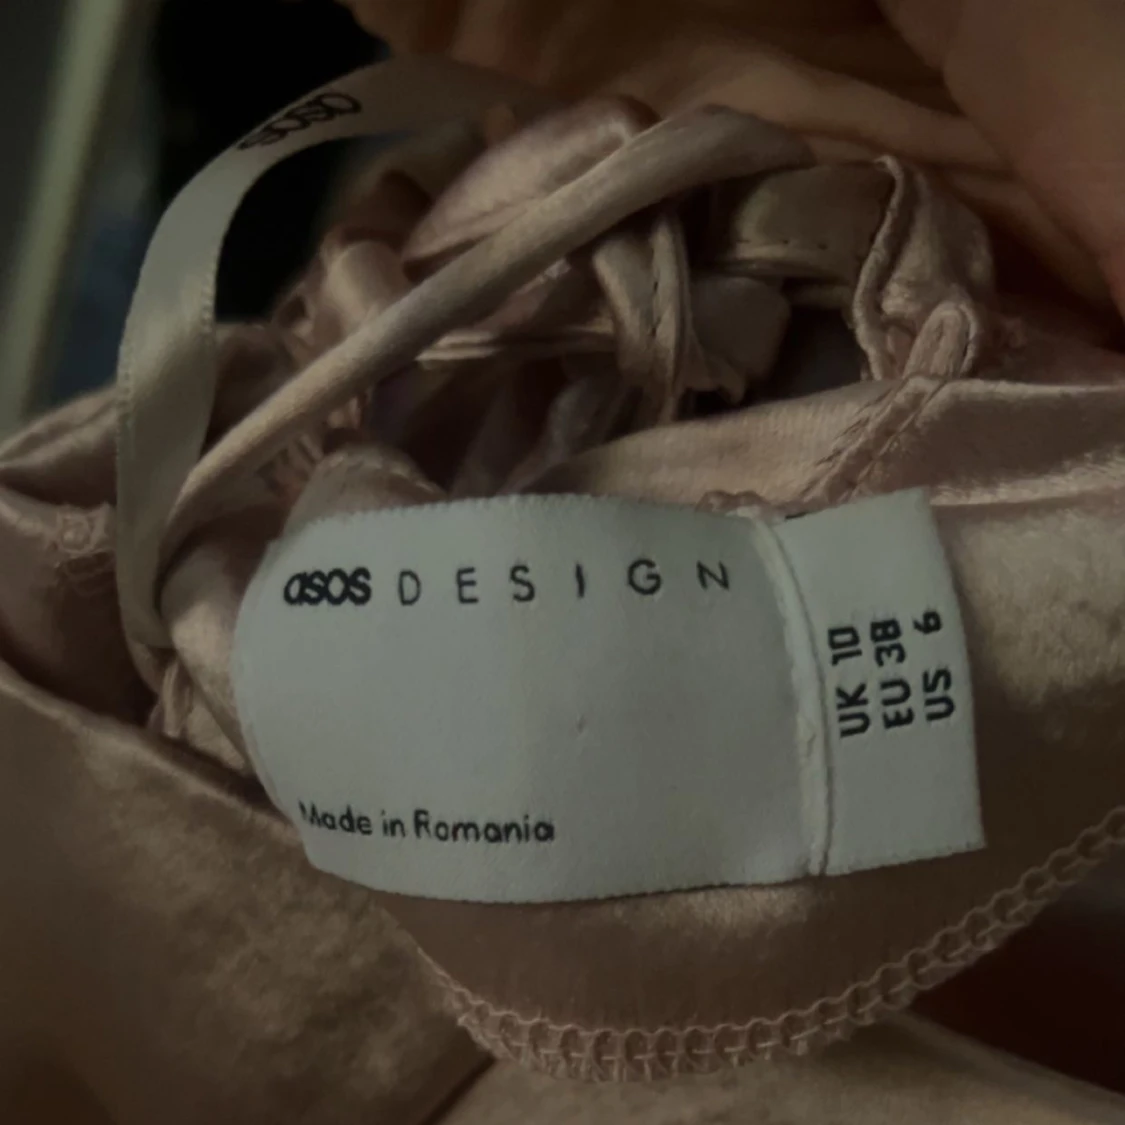 asos
asos DESIGN
Made in Romania
UK 10
EU 38
US 6